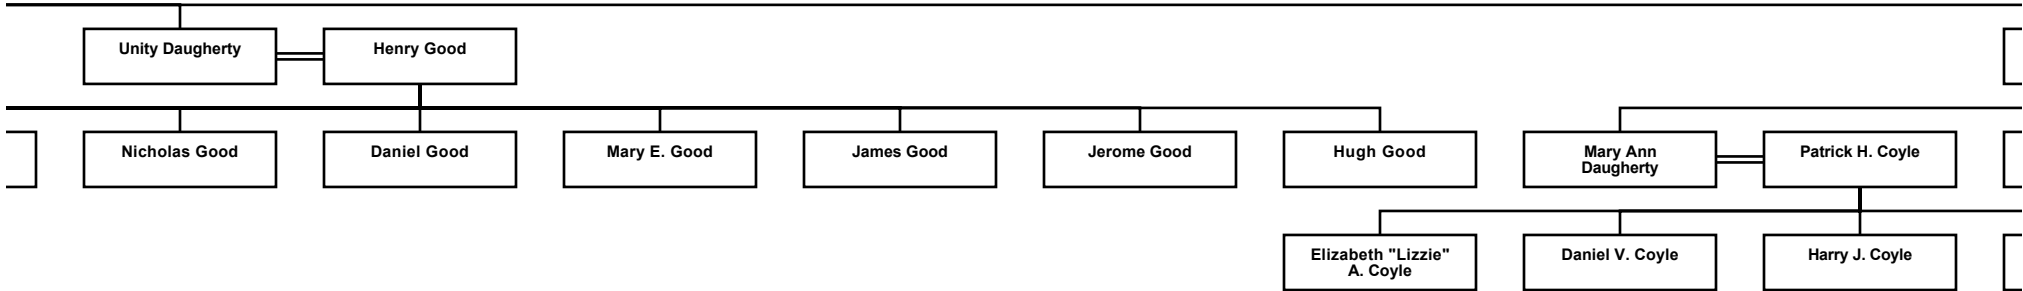 Unity Daugherty
Henry Good
Nicholas Good
Daniel Good
Mary E. Good
James Good
Jerome Good
Hugh Good
Mary Ann
Daugherty
Patrick H. Coyle
Elizabeth "Lizzie"
A. Coyle
Daniel V. Coyle
Harry J. Coyle